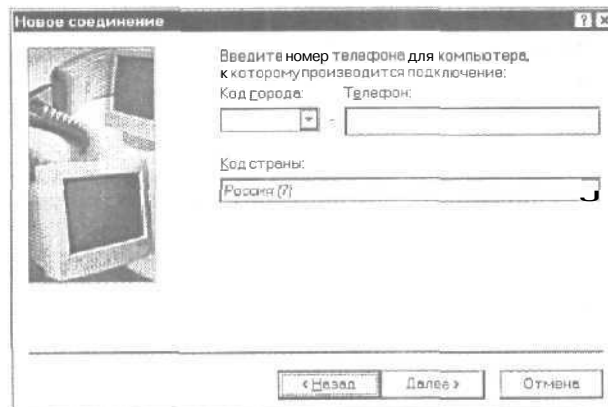 Новое соединение
Введите номер телефона для компьютера,
к которому производится подключение:
Код города: Телефон:
-
Код страны:
Россия (7)
< Назад Далее > Отмена